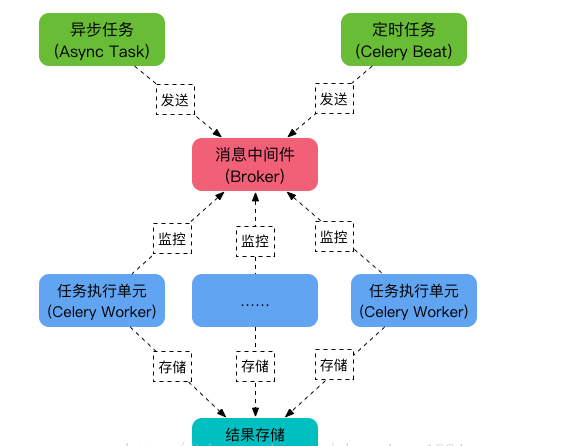 异步任务
(Async Task)
定时任务
(Celery Beat)
发送
发送
消息中间件
(Broker)
监控
监控
监控
任务执行单元
(Celery Worker)
......
任务执行单元
(Celery Worker)
存储
存储
存储
结果存储